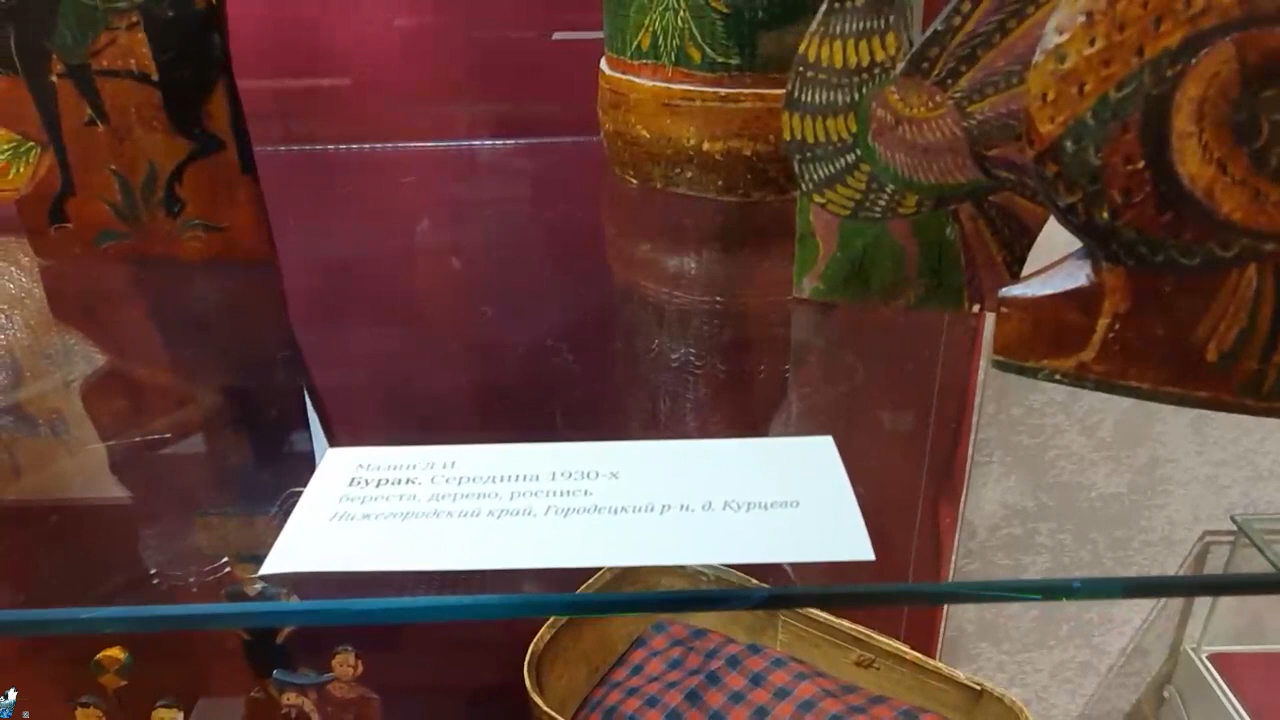 Мазин Л.И.
Бурак. Середина 1930-х
береста, дерево, роспись
Нижегородский край, Городецкий р-н, д. Курцево